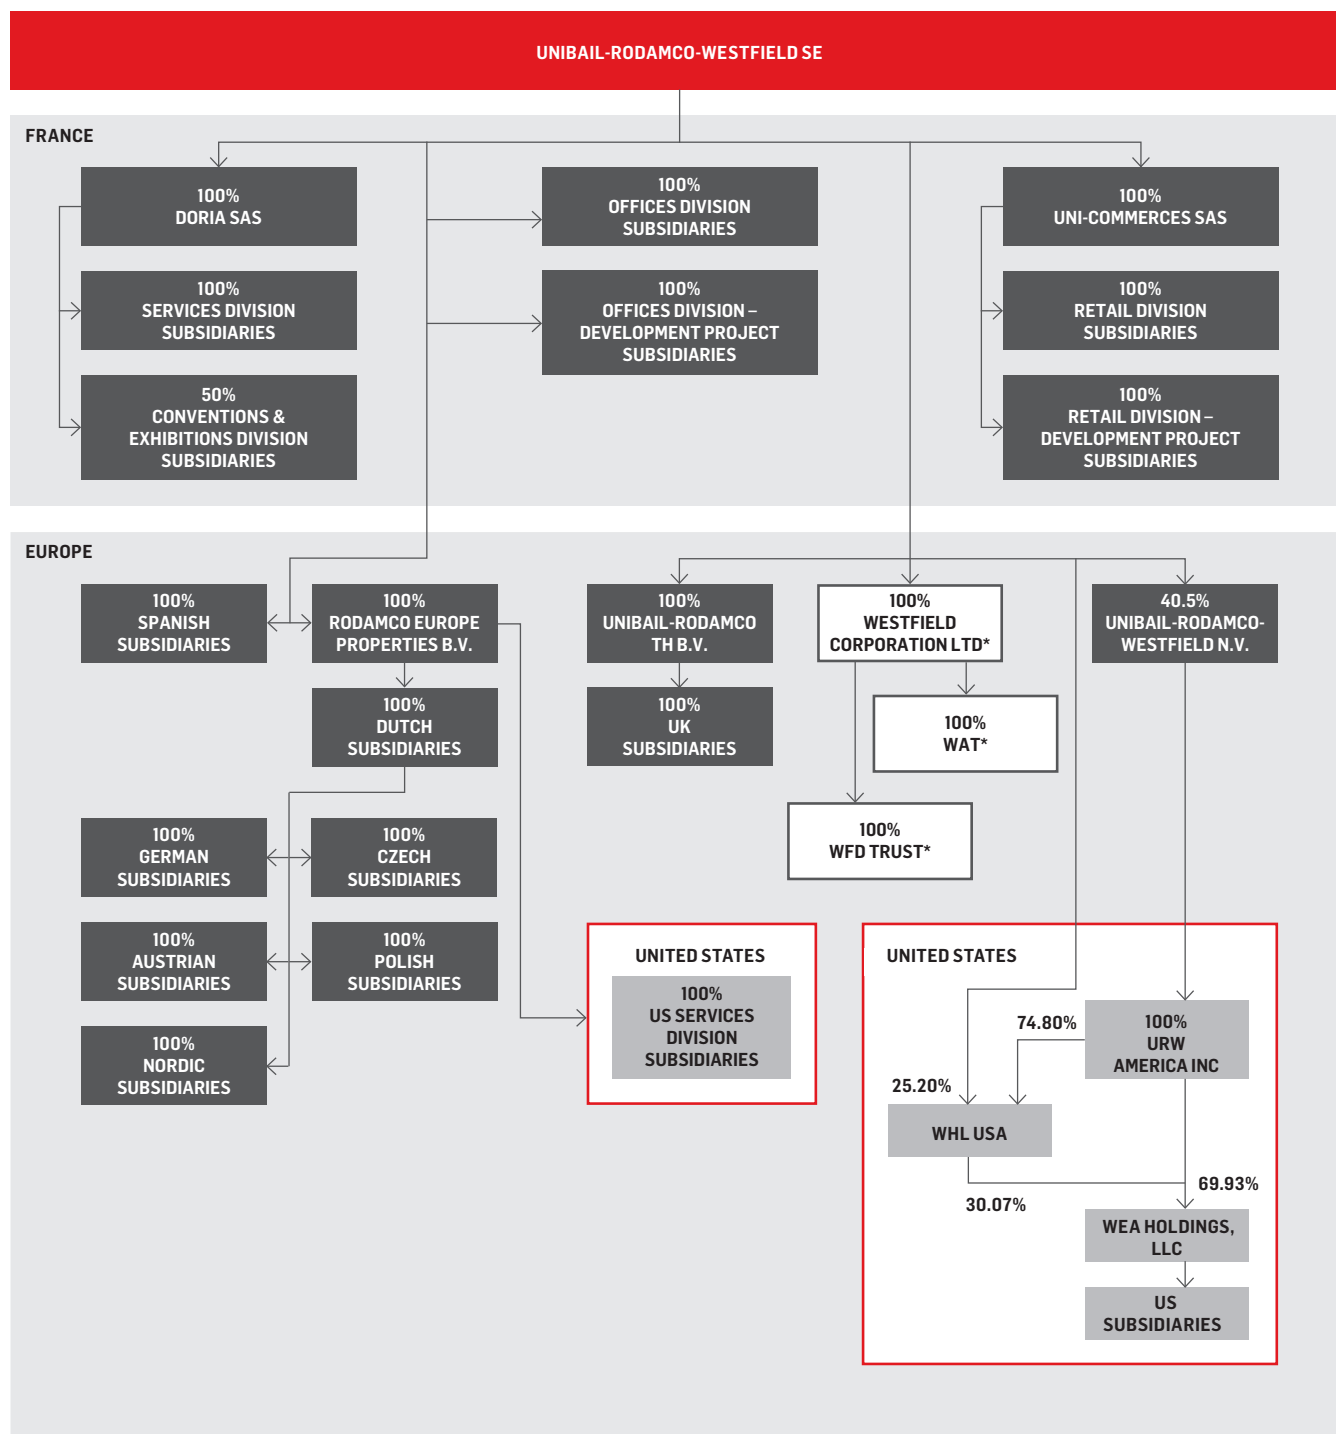 UNIBAIL-RODAMCO-WESTFIELD SE
FRANCE
100%
DORIA SAS
100%
OFFICES DIVISION
SUBSIDIARIES
100%
UNI-COMMERCES SAS
100%
SERVICES DIVISION
SUBSIDIARIES
100%
OFFICES DIVISION –
DEVELOPMENT PROJECT
SUBSIDIARIES
100%
RETAIL DIVISION
SUBSIDIARIES
50%
CONVENTIONS &
EXHIBITIONS DIVISION
SUBSIDIARIES
100%
RETAIL DIVISION –
DEVELOPMENT PROJECT
SUBSIDIARIES
EUROPE
100%
SPANISH
SUBSIDIARIES
100%
RODAMCO EUROPE
PROPERTIES B.V.
100%
UNIBAIL-RODAMCO
TH B.V.
100%
WESTFIELD
CORPORATION LTD*
40.5%
UNIBAIL-RODAMCO-
WESTFIELD N.V.
100%
DUTCH
SUBSIDIARIES
100%
UK
SUBSIDIARIES
100%
WAT*
100%
WFD TRUST*
100%
GERMAN
SUBSIDIARIES
100%
CZECH
SUBSIDIARIES
100%
AUSTRIAN
SUBSIDIARIES
100%
POLISH
SUBSIDIARIES
100%
NORDIC
SUBSIDIARIES
UNITED STATES
100%
US SERVICES
DIVISION
SUBSIDIARIES
UNITED STATES
74.80%
100%
URW
AMERICA INC
25.20%
WHL USA
30.07%
69.93%
WEA HOLDINGS,
LLC
US
SUBSIDIARIES